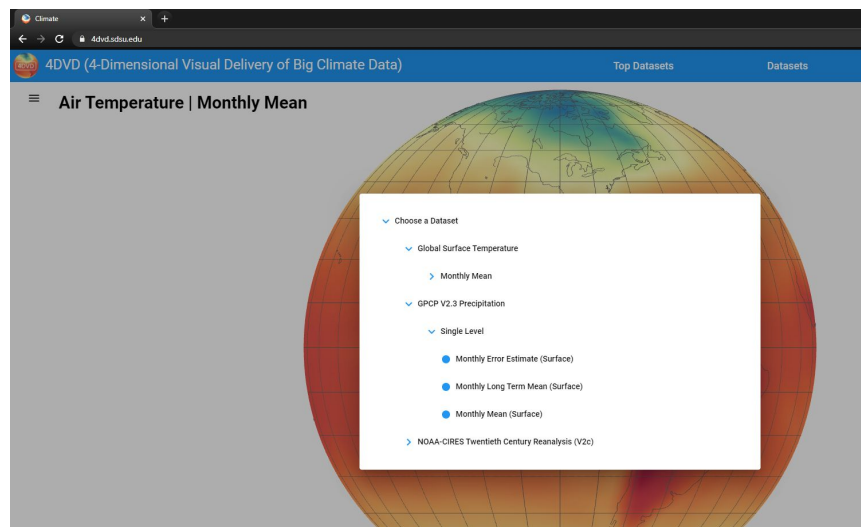 Climate
4dvd.sdsu.edu
4DVD
4DVD (4-Dimensional Visual Delivery of Big Climate Data)
Top Datasets
Datasets
Air Temperature | Monthly Mean
Choose a Dataset
Global Surface Temperature
Monthly Mean
GPCP V2.3 Precipitation
Single Level
Monthly Error Estimate (Surface)
Monthly Long Term Mean (Surface)
Monthly Mean (Surface)
NOAA-CIRES Twentieth Century Reanalysis (V2c)